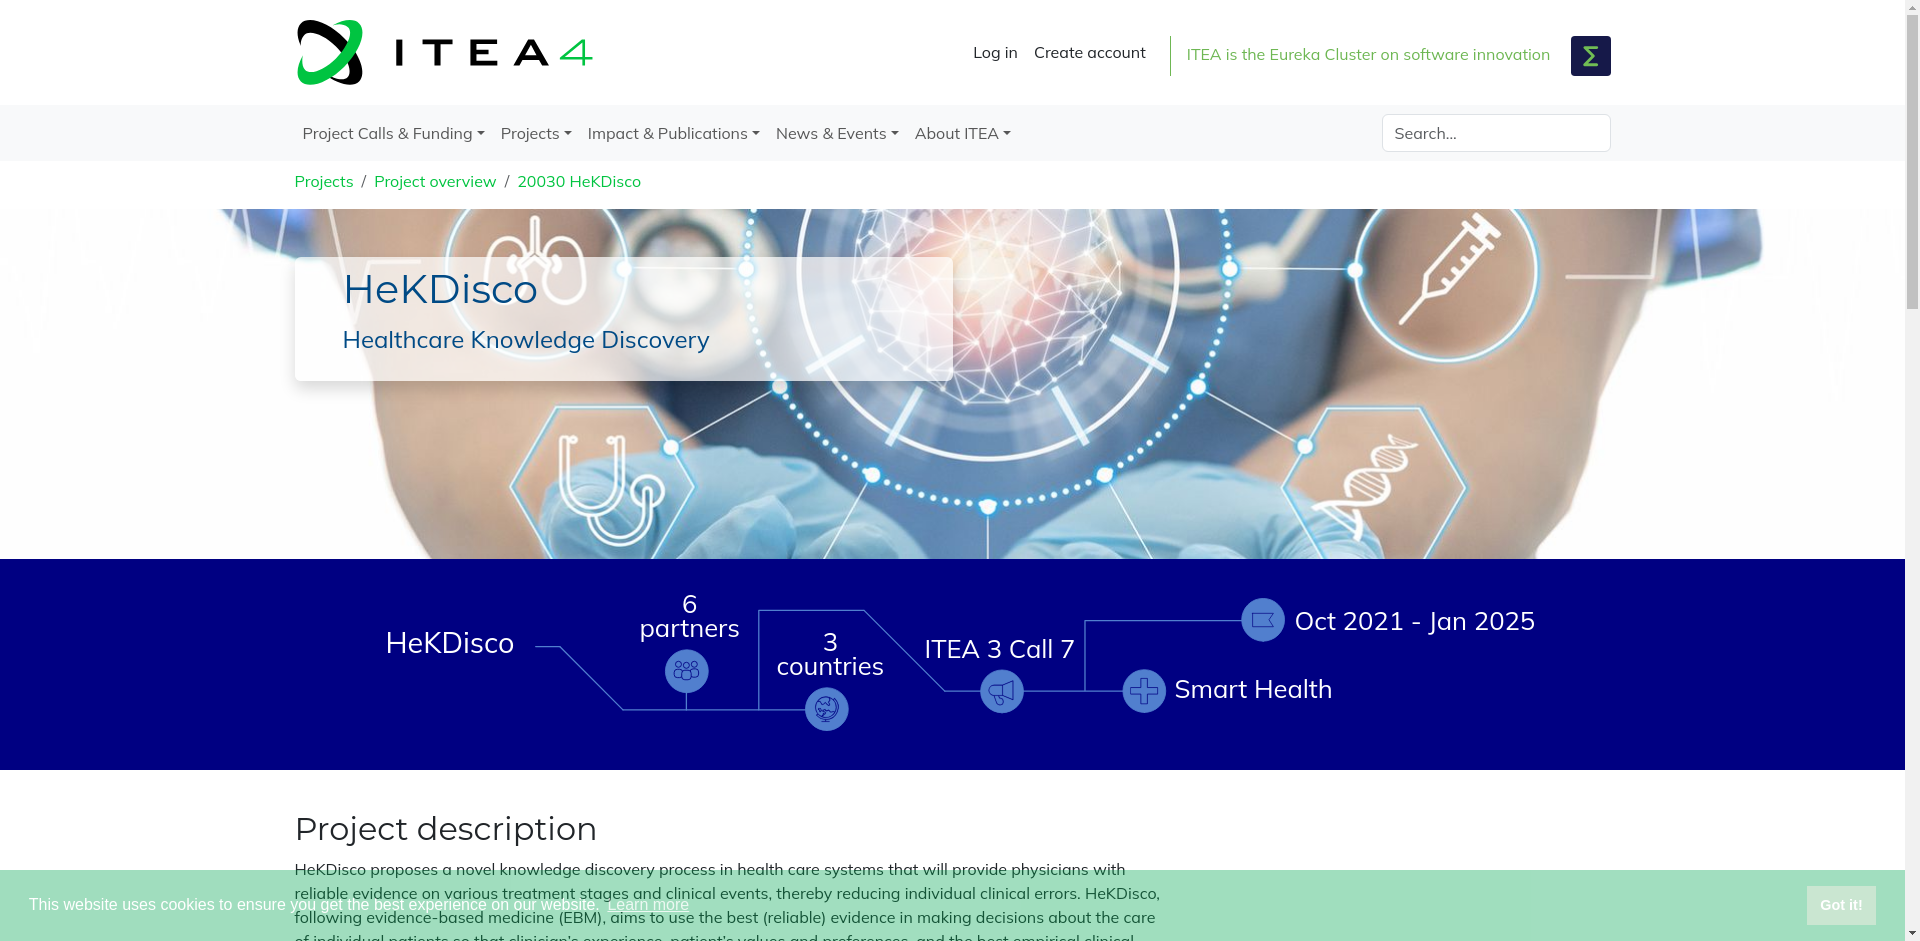 ITEA4
Log in
Create account
ITEA is the Eureka Cluster on software innovation
Project Calls & Funding
Projects
Impact & Publications
News & Events
About ITEA
Search...
Projects / Project overview / 20030 HeKDisco
HeKDisco
Healthcare Knowledge Discovery
HeKDisco
6
partners
3
countries
ITEA 3 Call 7
Oct 2021 - Jan 2025
Smart Health
Project description
HeKDisco proposes a novel knowledge discovery process in health care systems that will provide physicians with
reliable evidence on various treatment stages and clinical events, thereby reducing individual clinical errors. HeKDisco,
following evidence-based medicine (EBM), aims to use the best (reliable) evidence in making decisions about the care
of individual patients so that clinician's experience, patient's values and preferences, and the best empirical clinical
This website uses cookies to ensure you get the best experience on our website. Learn more
Got it!